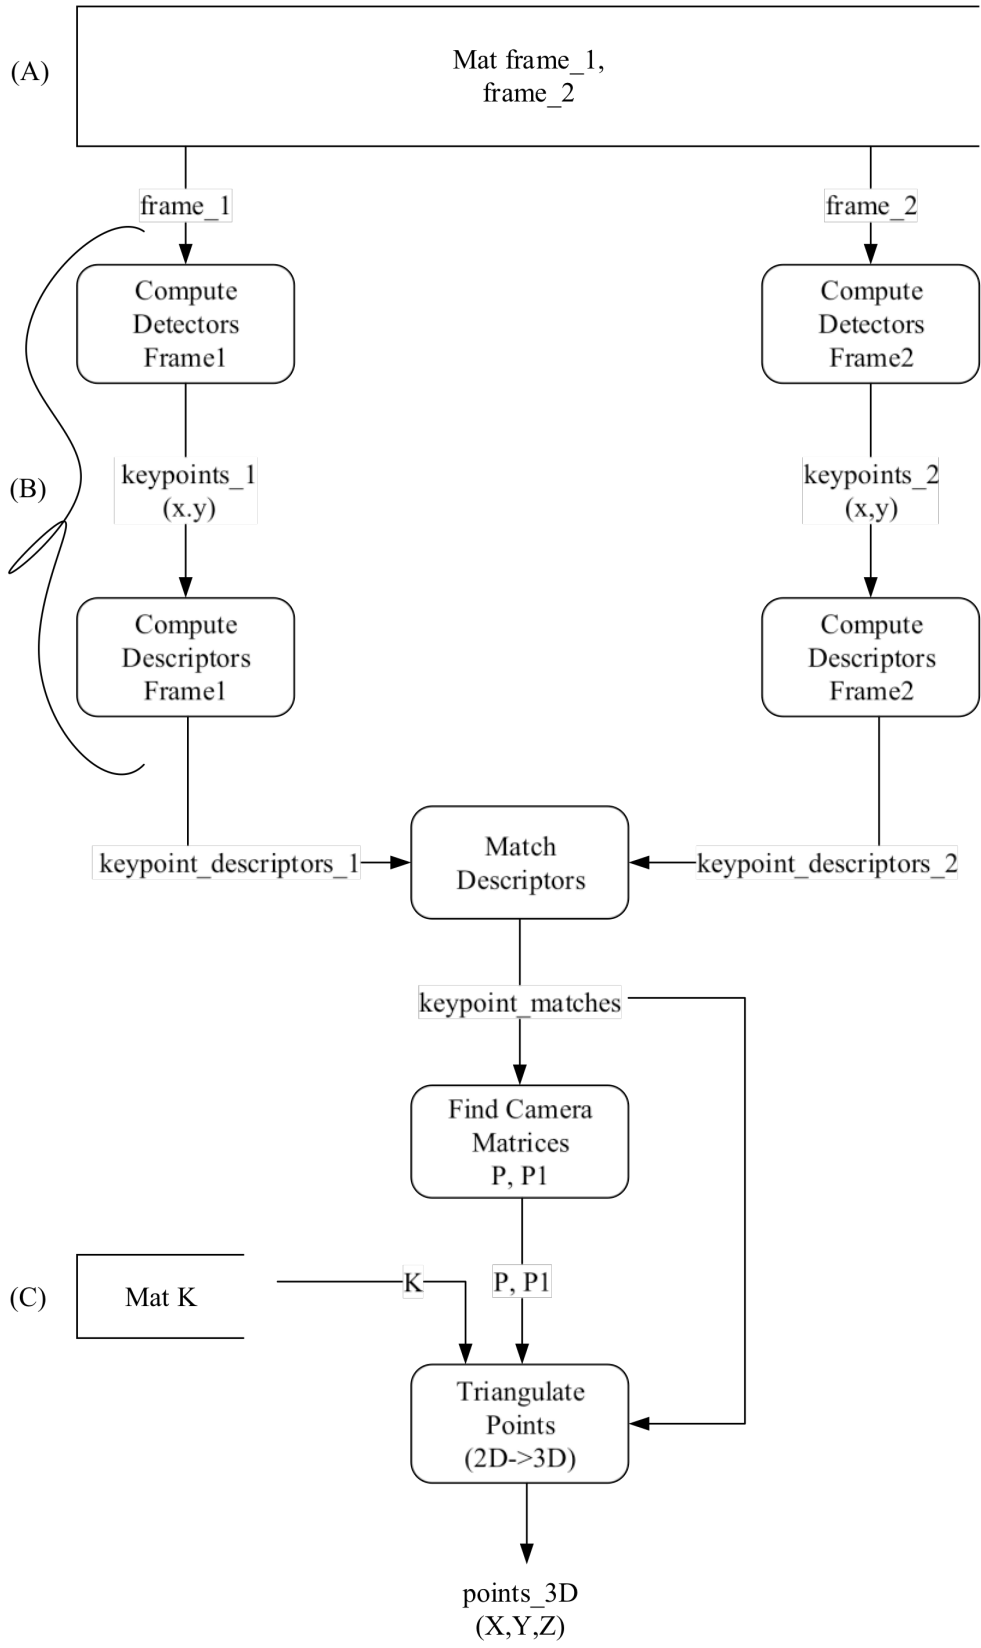 (A)
Mat frame_1,
frame_2
frame_1
frame_2
Compute
Detectors
Frame1
Compute
Detectors
Frame2
(B)
keypoints_1
(x.y)
keypoints_2
(x,y)
Compute
Descriptors
Frame1
Compute
Descriptors
Frame2
keypoint_descriptors_1
Match
Descriptors
keypoint_descriptors_2
keypoint_matches
Find Camera
Matrices
P, P1
(C)
Mat K
K
P, P1
Triangulate
Points
(2D->3D)
points_3D
(X,Y,Z)